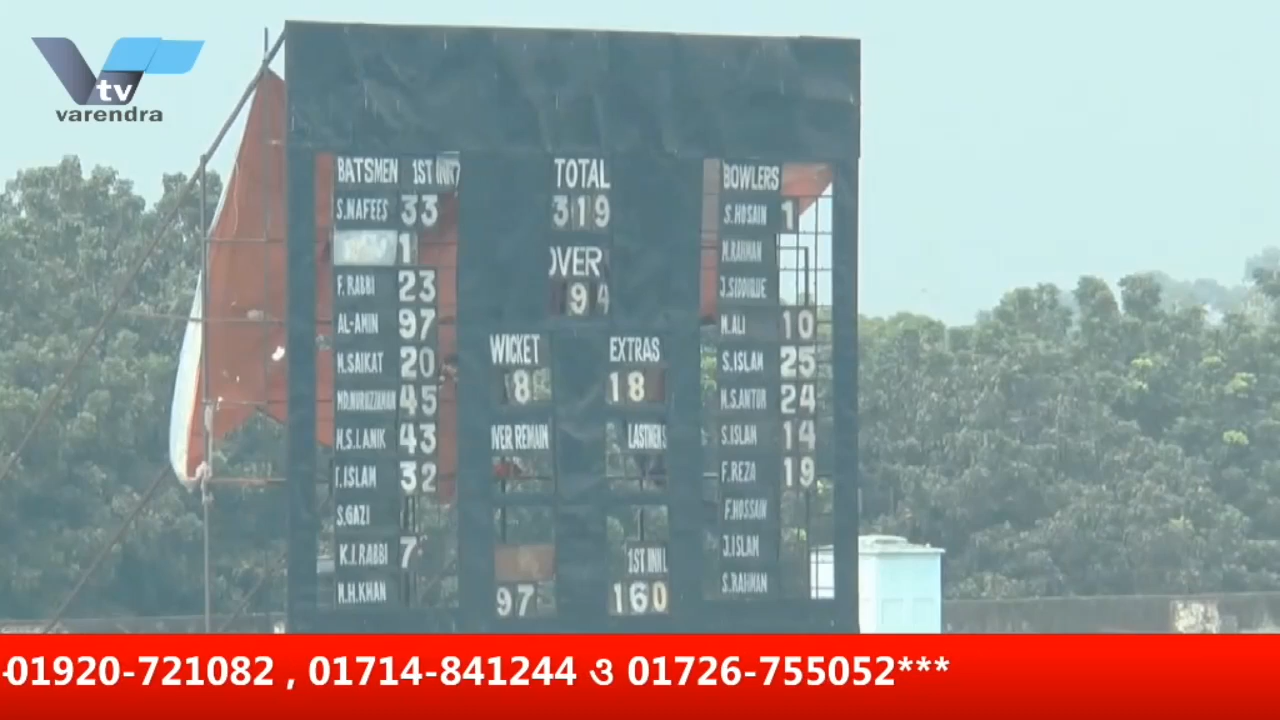 tv
varendra
BATSMEN 1ST INN
S.NAFEES 33
1
F. RABBI 23
AL-AMIN 97
N.SAIKAT 20
MD.NURUZZAMAN 45
H.S.LANIK 43
T.ISLAM 32
S.GAZI
K.I.RABBI 7
N.H.KHAN
TOTAL
319
OVER
94
WICKET EXTRAS
8 18
OVER REMAIN
1ST INN
97 160
BOWLERS
S.HOSAIN 1
M.RAHMAN
J.SIDDIQUE
N.ALI 10
S.ISLAM 25
N.S.ANTUR 24
S.ISLAM 14
F.REZA 19
F.HOSSAIN
J.ISLAM
S.RAHMAN
01920-721082 , 01714-841244 ও 01726-755052***